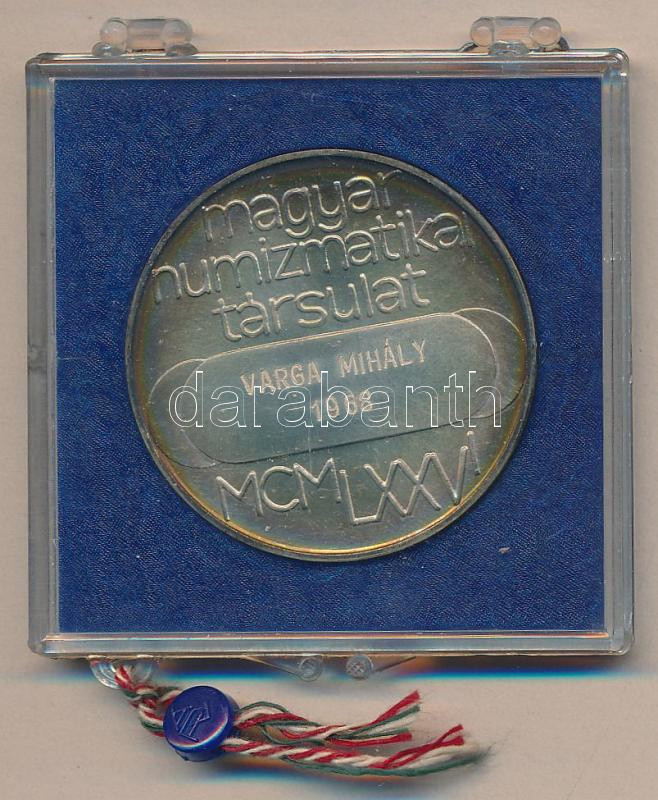 magyar
numizmatikai
társulat
VARGA MIHÁLY
darabanth
1968
MCMLXXVI